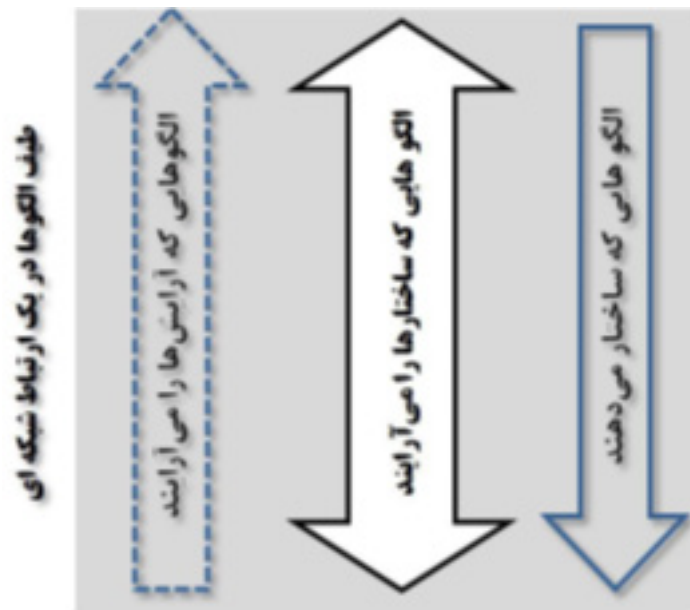 الگو هایی که ساختار می‌دهند
الگو هایی که ساختارها را می‌آرایند
الگوهایی که آرایش‌ها را می‌آرایند
طیف الگوها در یک ارتباط شبکه ای